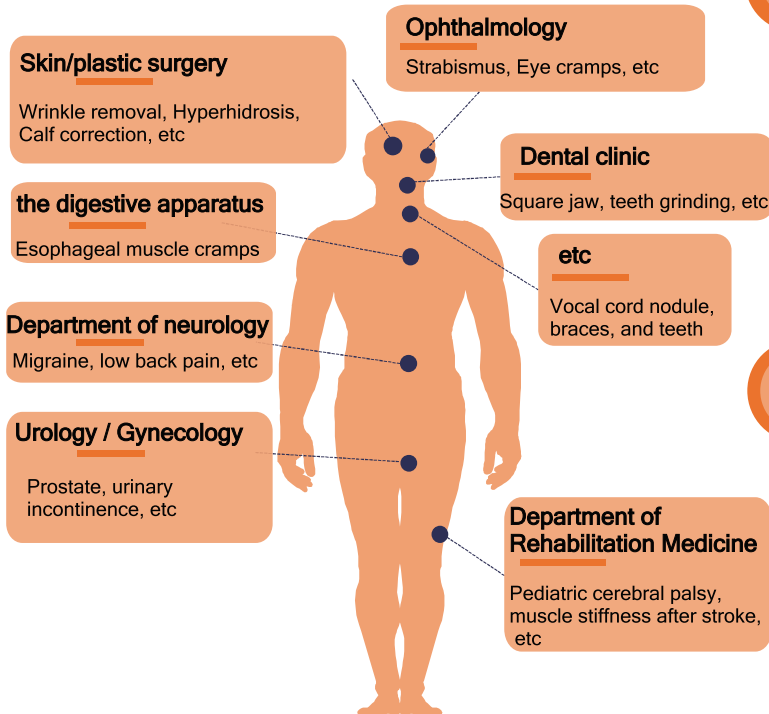 Ophthalmology
Strabismus, Eye cramps, etc
Skin/plastic surgery
Wrinkle removal, Hyperhidrosis,
Calf correction, etc
Dental clinic
Square jaw, teeth grinding, etc
the digestive apparatus
Esophageal muscle cramps
etc
Vocal cord nodule,
braces, and teeth
Department of neurology
Migraine, low back pain, etc
Urology / Gynecology
Prostate, urinary
incontinence, etc
Department of
Rehabilitation Medicine
Pediatric cerebral palsy,
muscle stiffness after stroke,
etc